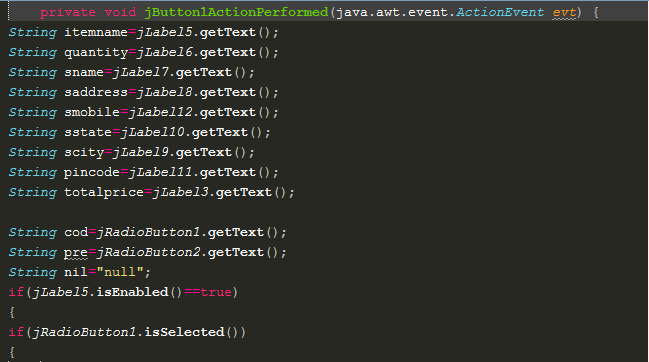 private void jButton1ActionPerformed(java.awt.event.ActionEvent evt) {
String itemname=jLabel5.getText();
String quantity=jLabel6.getText();
String sname=jLabel7.getText();
String saddress=jLabel8.getText();
String smobile=jLabel12.getText();
String sstate=jLabel10.getText();
String scity=jLabel9.getText();
String pincode=jLabel11.getText();
String totalprice=jLabel3.getText();
String cod=jRadioButton1.getText();
String pre=jRadioButton2.getText();
String nil="null";
if(jLabel5.isEnabled()==true)
{
if(jRadioButton1.isSelected())
{